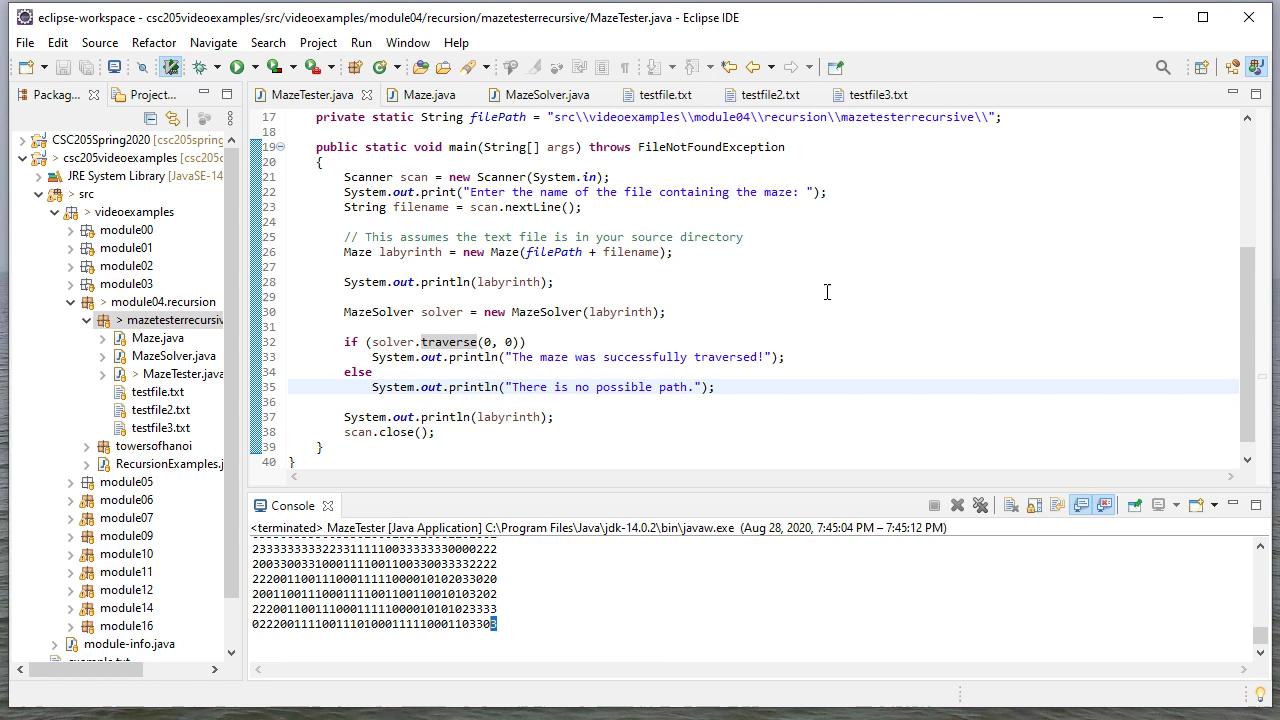 eclipse-workspace - csc205videoexamples/src/videoexamples/module04/recursion/mazetesterrecursive/MazeTester.java - Eclipse IDE
File Edit Source Refactor Navigate Search Project Run Window Help
Packag... Project...
MazeTester.java Maze.java MazeSolver.java testfile.txt testfile2.txt testfile3.txt
CSC205Spring2020 [csc205spring
> csc205videoexamples [csc205c
JRE System Library [JavaSE-14
> src
> videoexamples
module00
module01
module02
module03
> module04.recursion
> mazetesterrecursiv
Maze.java
MazeSolver.java
> MazeTester.java
testfile.txt
testfile2.txt
testfile3.txt
towersofhanoi
RecursionExamples.j
module05
module06
module07
module09
module10
module11
module12
module14
module16
module-info.java
17 private static String filePath = "src\\videoexamples\\module04\\recursion\\mazetesterrecursive\\";
18
19 public static void main(String[] args) throws FileNotFoundException
20 {
21 Scanner scan = new Scanner(System.in);
22 System.out.print("Enter the name of the file containing the maze: ");
23 String filename = scan.nextLine();
24
25 // This assumes the text file is in your source directory
26 Maze labyrinth = new Maze(filePath + filename);
27
28 System.out.println(labyrinth);
29
30 MazeSolver solver = new MazeSolver(labyrinth);
31
32 if (solver.traverse(0, 0))
33 System.out.println("The maze was successfully traversed!");
34 else
35 System.out.println("There is no possible path.");
36
37 System.out.println(labyrinth);
38 scan.close();
39 }
40 }
Console
<terminated> MazeTester [Java Application] C:\Program Files\Java\jdk-14.0.2\bin\javaw.exe (Aug 28, 2020, 7:45:04 PM – 7:45:12 PM)